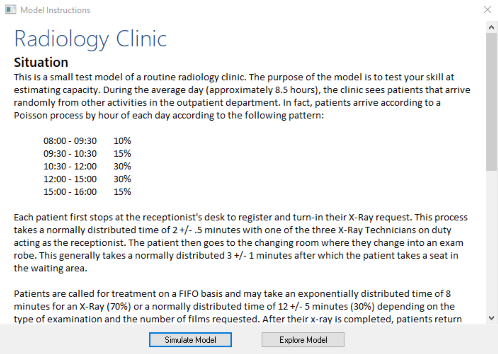 Model Instructions
Radiology Clinic
Situation
This is a small test model of a routine radiology clinic. The purpose of the model is to test your skill at
estimating capacity. During the average day (approximately 8.5 hours), the clinic sees patients that arrive
randomly from other activities in the outpatient department. In fact, patients arrive according to a
Poisson process by hour of each day according to the following pattern:
08:00 - 09:30 10%
09:30 - 10:30 15%
10:30 - 12:00 30%
12:00 - 15:00 30%
15:00 - 16:00 15%
Each patient first stops at the receptionist's desk to register and turn-in their X-Ray request. This process
takes a normally distributed time of 2 +/- .5 minutes with one of the three X-Ray Technicians on duty
acting as the receptionist. The patient then goes to the changing room where they change into an exam
robe. This generally takes a normally distributed 3 +/- 1 minutes after which the patient takes a seat in
the waiting area.
Patients are called for treatment on a FIFO basis and may take an exponentially distributed time of 8
minutes for an X-Ray (70%) or a normally distributed time of 12 +/- 5 minutes (30%) depending on the
type of examination and the number of films requested. After their x-ray is completed, patients return
Simulate Model
Explore Model